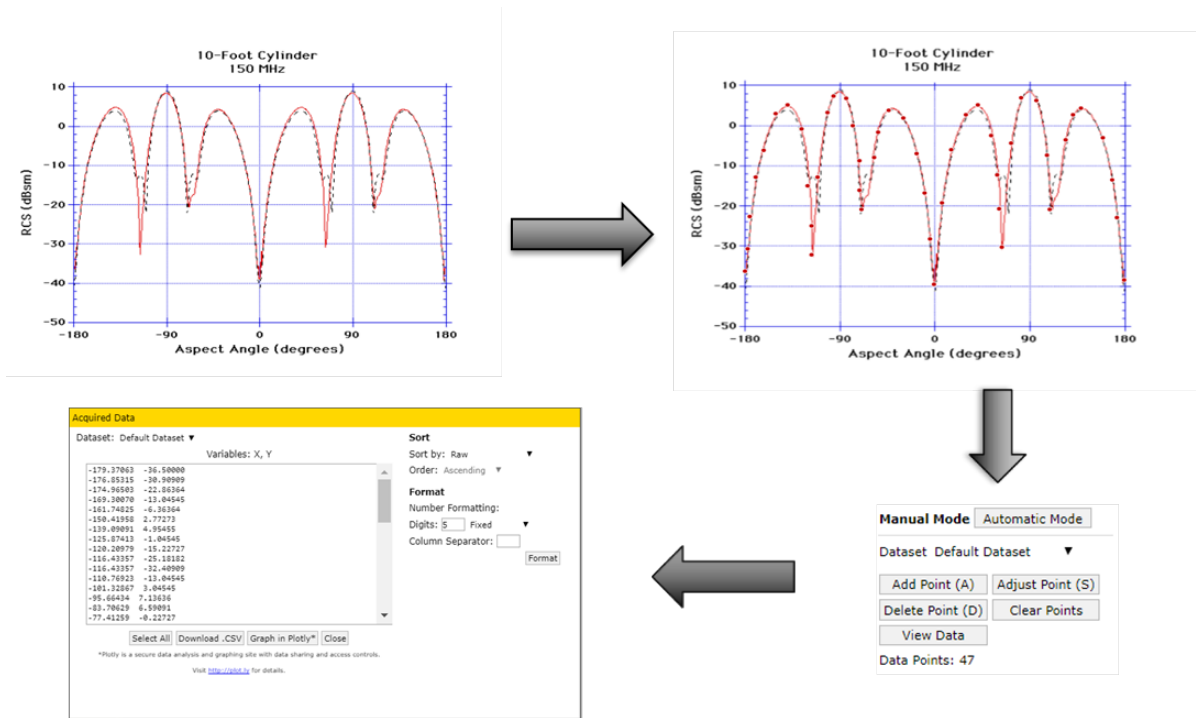 10-Foot Cylinder
150 MHz
10
0
-10
-20
-30
-40
-50
RCS (dBsm)
-180 -90 0 90 180
Aspect Angle (degrees)
10-Foot Cylinder
150 MHz
10
0
-10
-20
-30
-40
-50
RCS (dBsm)
-180 -90 0 90 180
Aspect Angle (degrees)
Manual Mode Automatic Mode
Dataset Default Dataset ▼
Add Point (A) Adjust Point (S)
Delete Point (D) Clear Points
View Data
Data Points: 47
Acquired Data
Dataset: Default Dataset ▼
Variables: X, Y
-179.37063 -36.50000
-176.85315 -30.90909
-174.96503 -22.86364
-169.30070 -13.04545
-161.74825 -6.36364
-150.41958 2.77273
-139.09091 4.95455
-125.87413 -1.04545
-120.20979 -15.22727
-116.43357 -25.18182
-116.43357 -32.40909
-110.76923 -13.04545
-101.32867 3.04545
-95.66434 7.13636
-83.70629 6.59091
-77.41259 -0.22727
Sort
Sort by: Raw ▼
Order: Ascending ▼
Format
Number Formatting:
Digits: 5 Fixed ▼
Column Separator:
Format
Select All Download .CSV Graph in Plotly* Close
*Plotly is a secure data analysis and graphing site with data sharing and access controls.
Visit http://plot.ly for details.